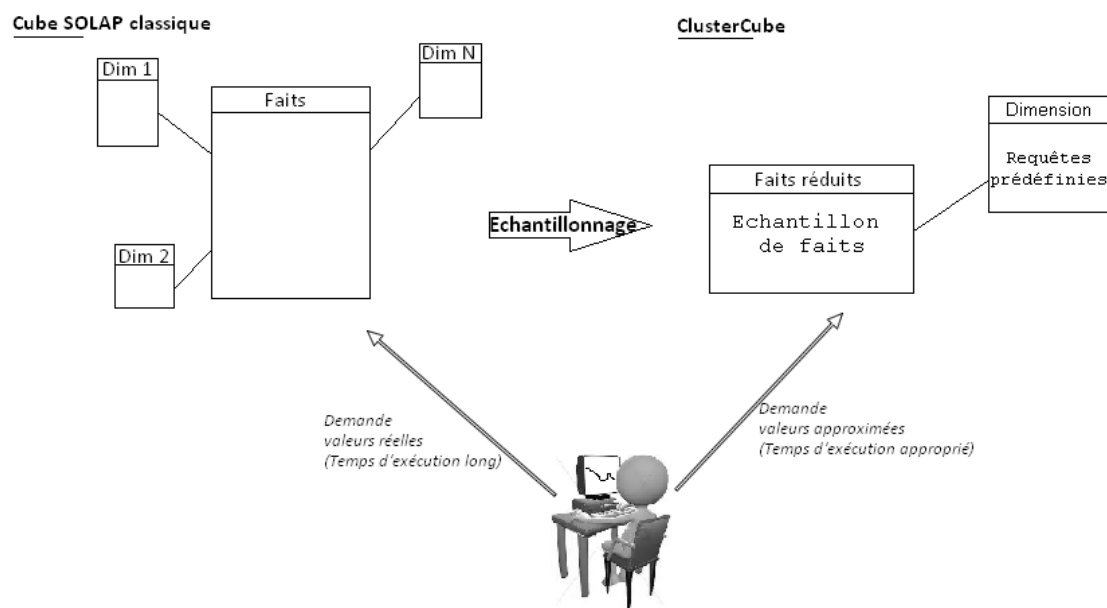 Cube SOLAP classique
ClusterCube
Dim 1
Faits
Dim N
Dim 2
Echantillonnage
Faits réduits
Echantillon
de faits
Dimension
Requêtes
prédéfinies
Demande
valeurs réelles
(Temps d'exécution long)
Demande
valeurs approximées
(Temps d'exécution approprié)